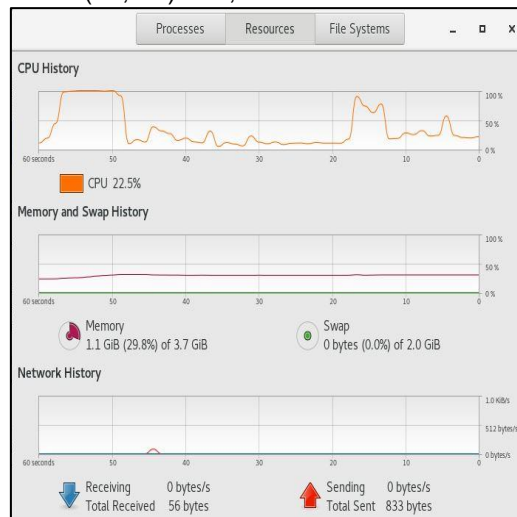 Processes Resources File Systems
CPU History
100 %
50 %
0 %
60 seconds 50 40 30 20 10 0
CPU 22.5%
Memory and Swap History
100 %
50 %
0 %
60 seconds 50 40 30 20 10 0
Memory
1.1 GiB (29.8%) of 3.7 GiB
Swap
0 bytes (0.0%) of 2.0 GiB
Network History
1.0 KiB/s
512 bytes/s
0 bytes/s
60 seconds 50 40 30 20 10 0
Receiving 0 bytes/s
Total Received 56 bytes
Sending 0 bytes/s
Total Sent 833 bytes